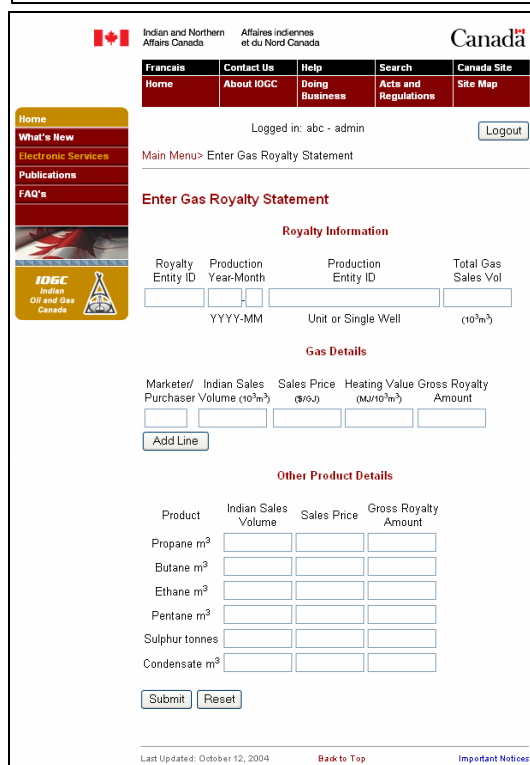 Indian and Northern Affaires indiennes
Affairs Canada et du Nord Canada
Canada
Francais Contact Us Help Search Canada Site
Home About IOGC Doing Business Acts and Regulations Site Map
Home
What's New
Electronic Services
Publications
FAQ's
IOGC
Indian
Oil and Gas
Canada
Logged in: abc - admin Logout
Main Menu> Enter Gas Royalty Statement
Enter Gas Royalty Statement
Royalty Information
Royalty Entity ID Production Year-Month Production Entity ID Total Gas Sales Vol
-
YYYY-MM Unit or Single Well (10³m³)
Gas Details
Marketer/ Purchaser Indian Sales Volume (10³m³) Sales Price ($/GJ) Heating Value (MJ/10³m³) Gross Royalty Amount
Add Line
Other Product Details
Product Indian Sales Volume Sales Price Gross Royalty Amount
Propane m³
Butane m³
Ethane m³
Pentane m³
Sulphur tonnes
Condensate m³
Submit Reset
Last Updated: October 12, 2004 Back to Top Important Notices